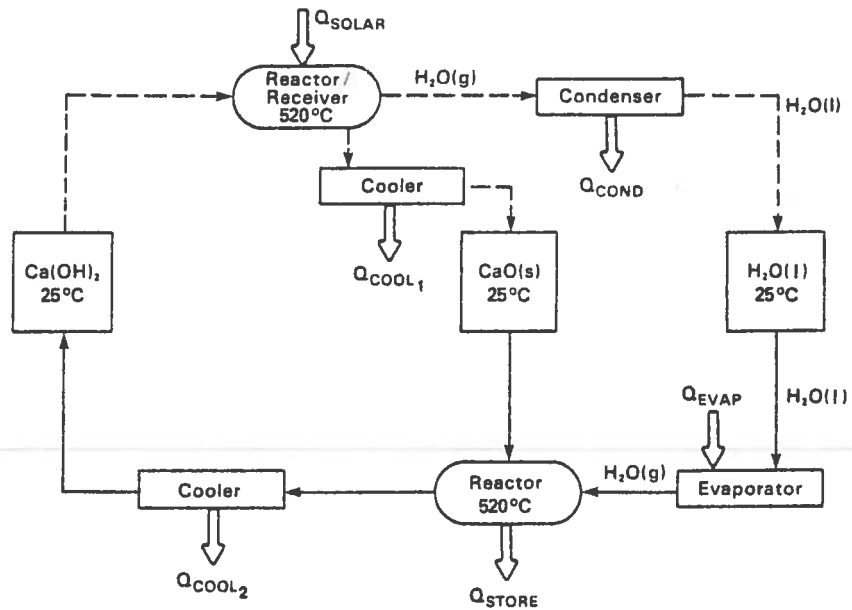 Q_SOLAR
Reactor/
Receiver
520°C
H₂O(g)
Condenser
H₂O(l)
Q_COND
Cooler
Q_COOL₁
Ca(OH)₂
25°C
CaO(s)
25°C
H₂O(l)
25°C
H₂O(l)
Q_EVAP
Cooler
Q_COOL₂
Reactor
520°C
Q_STORE
H₂O(g)
Evaporator